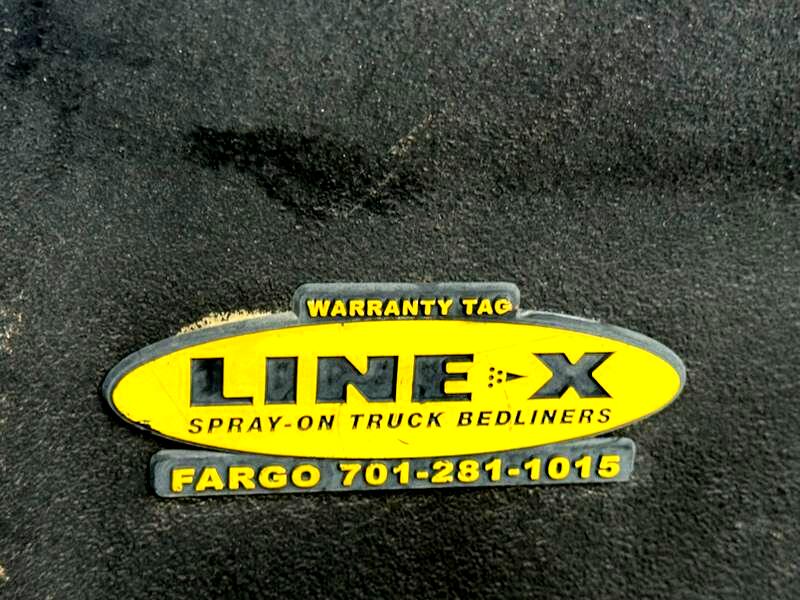 WARRANTY TAG
LINE-X
SPRAY-ON TRUCK BEDLINERS
FARGO 701-281-1015